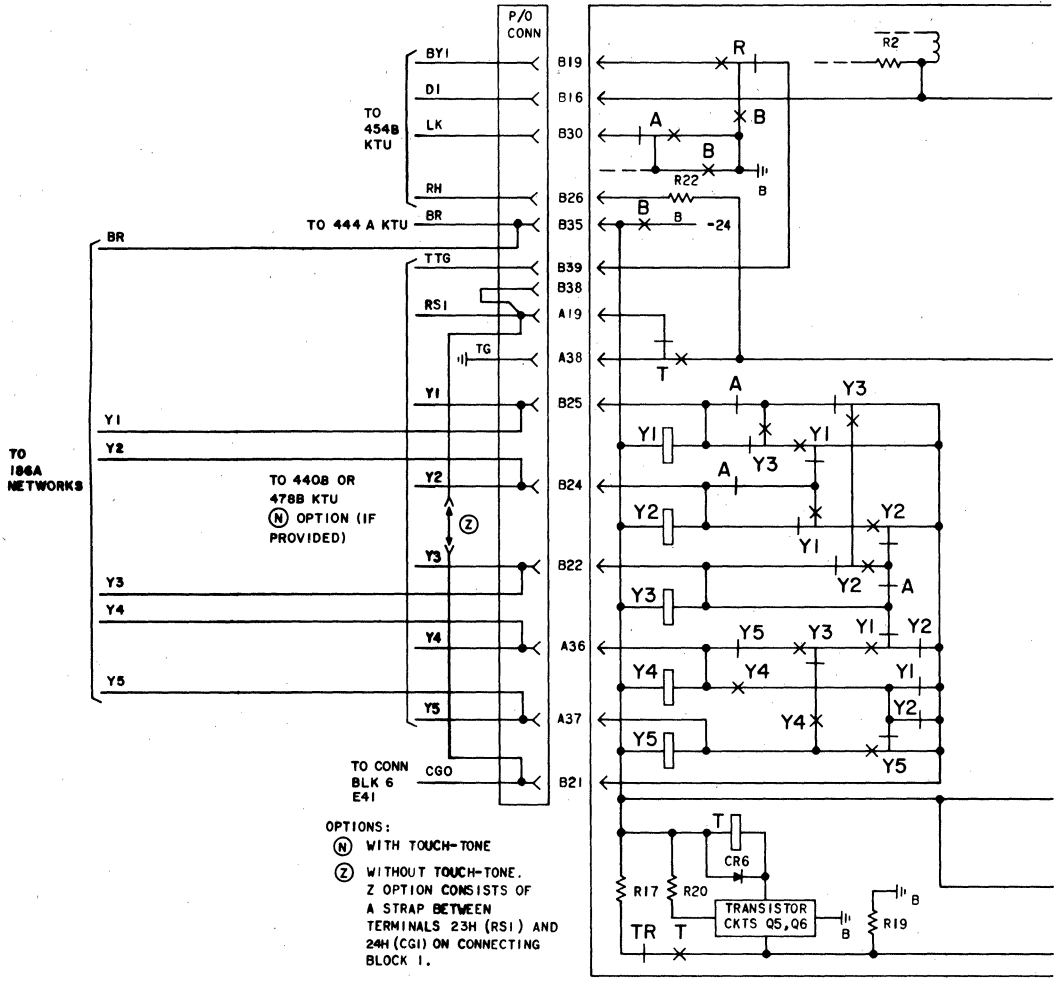 P/O
CONN
R2
BY1
B19
R
D1
B16
TO
454B
KTU
LK
B30
A
B
B
B
RH
B26
R22
B
TO 444 A KTU
BR
B35
B
-24
BR
TTG
B39
B38
RS1
A19
TG
A38
T
Y1
B25
A
Y3
Y1
Y1
Y3
Y1
TO
186A
NETWORKS
Y2
TO 440B OR
478B KTU
N OPTION (IF
PROVIDED)
Y2
B24
A
Z
Y2
Y1
Y2
Y3
B22
Y2
A
Y3
Y3
Y4
Y4
A36
Y5
Y3
Y1
Y2
Y4
Y4
Y1
Y5
Y5
A37
Y4
Y2
Y5
Y5
TO CONN
BLK 6
E41
CGO
B21
OPTIONS:
N WITH TOUCH-TONE
Z WITHOUT TOUCH-TONE.
Z OPTION CONSISTS OF
A STRAP BETWEEN
TERMINALS 23H (RS1) AND
24H (CG1) ON CONNECTING
BLOCK 1.
T
CR6
R17
R20
TRANSISTOR
CKTS Q5,Q6
B
B
R19
TR
T